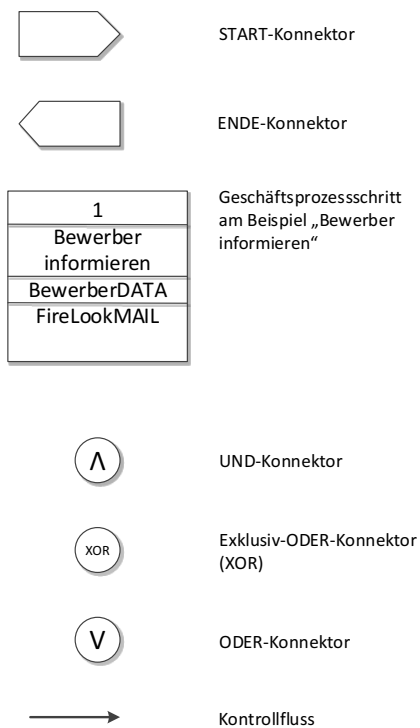 START-Konnektor
ENDE-Konnektor
1
Bewerber
informieren
BewerberDATA
FireLookMAIL
Geschäftsprozessschritt
am Beispiel „Bewerber
informieren“
Λ
UND-Konnektor
XOR
Exklusiv-ODER-Konnektor
(XOR)
V
ODER-Konnektor
Kontrollfluss